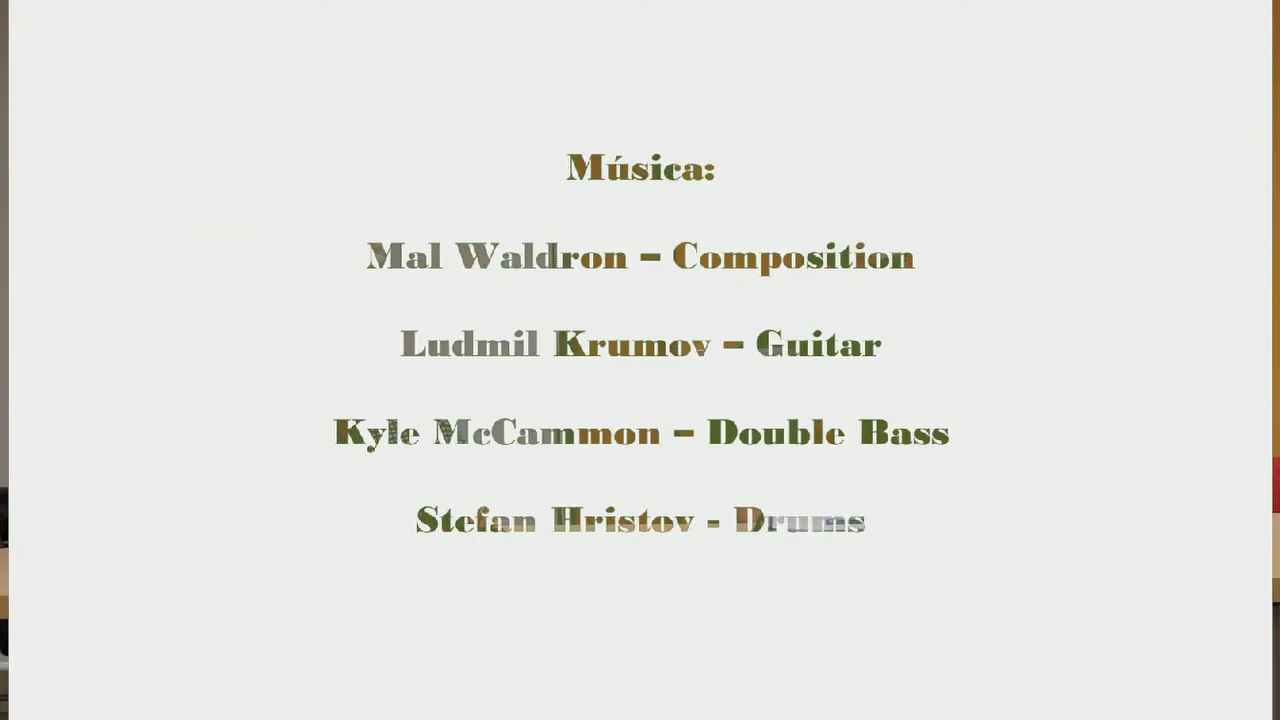 Música:
Mal Waldron – Composition
Ludmil Krumov – Guitar
Kyle McCammon – Double Bass
Stefan Hristov - Drums